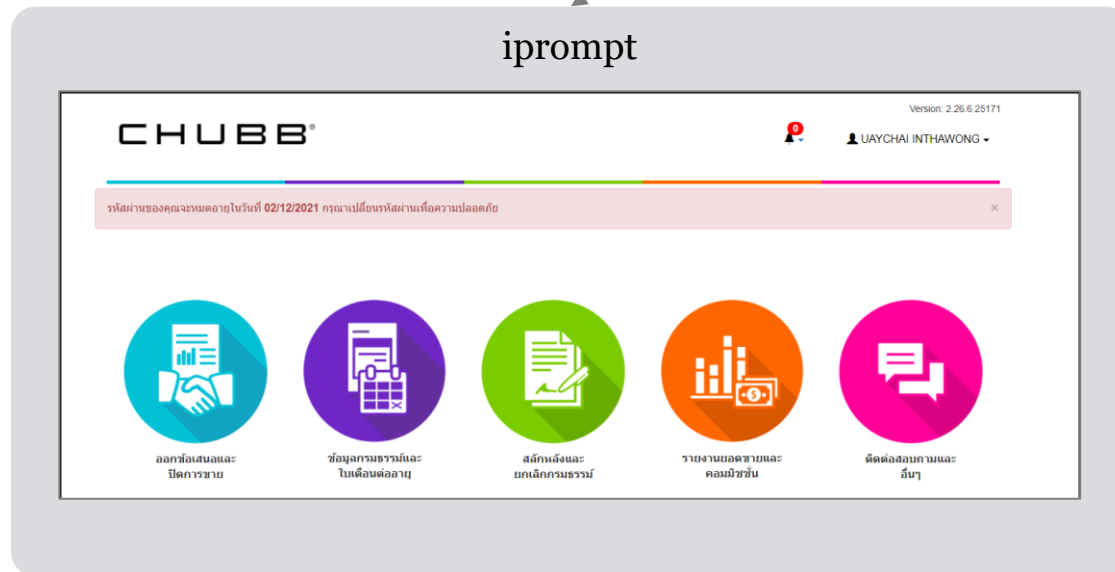 iprompt
Version: 2.26.6.25171
CHUBB®
0
UAYCHAI INTHAWONG
รหัสผ่านของคุณจะหมดอายุในวันที่ 02/12/2021 กรุณาเปลี่ยนรหัสผ่านเพื่อความปลอดภัย ×
ออกข้อเสนอและ
ปิดการขาย
ข้อมูลกรมธรรม์และ
ใบเตือนต่ออายุ
สลักหลังและ
ยกเลิกกรมธรรม์
รายงานยอดขายและ
คอมมิชชั่น
ติดต่อสอบถามและ
อื่นๆ